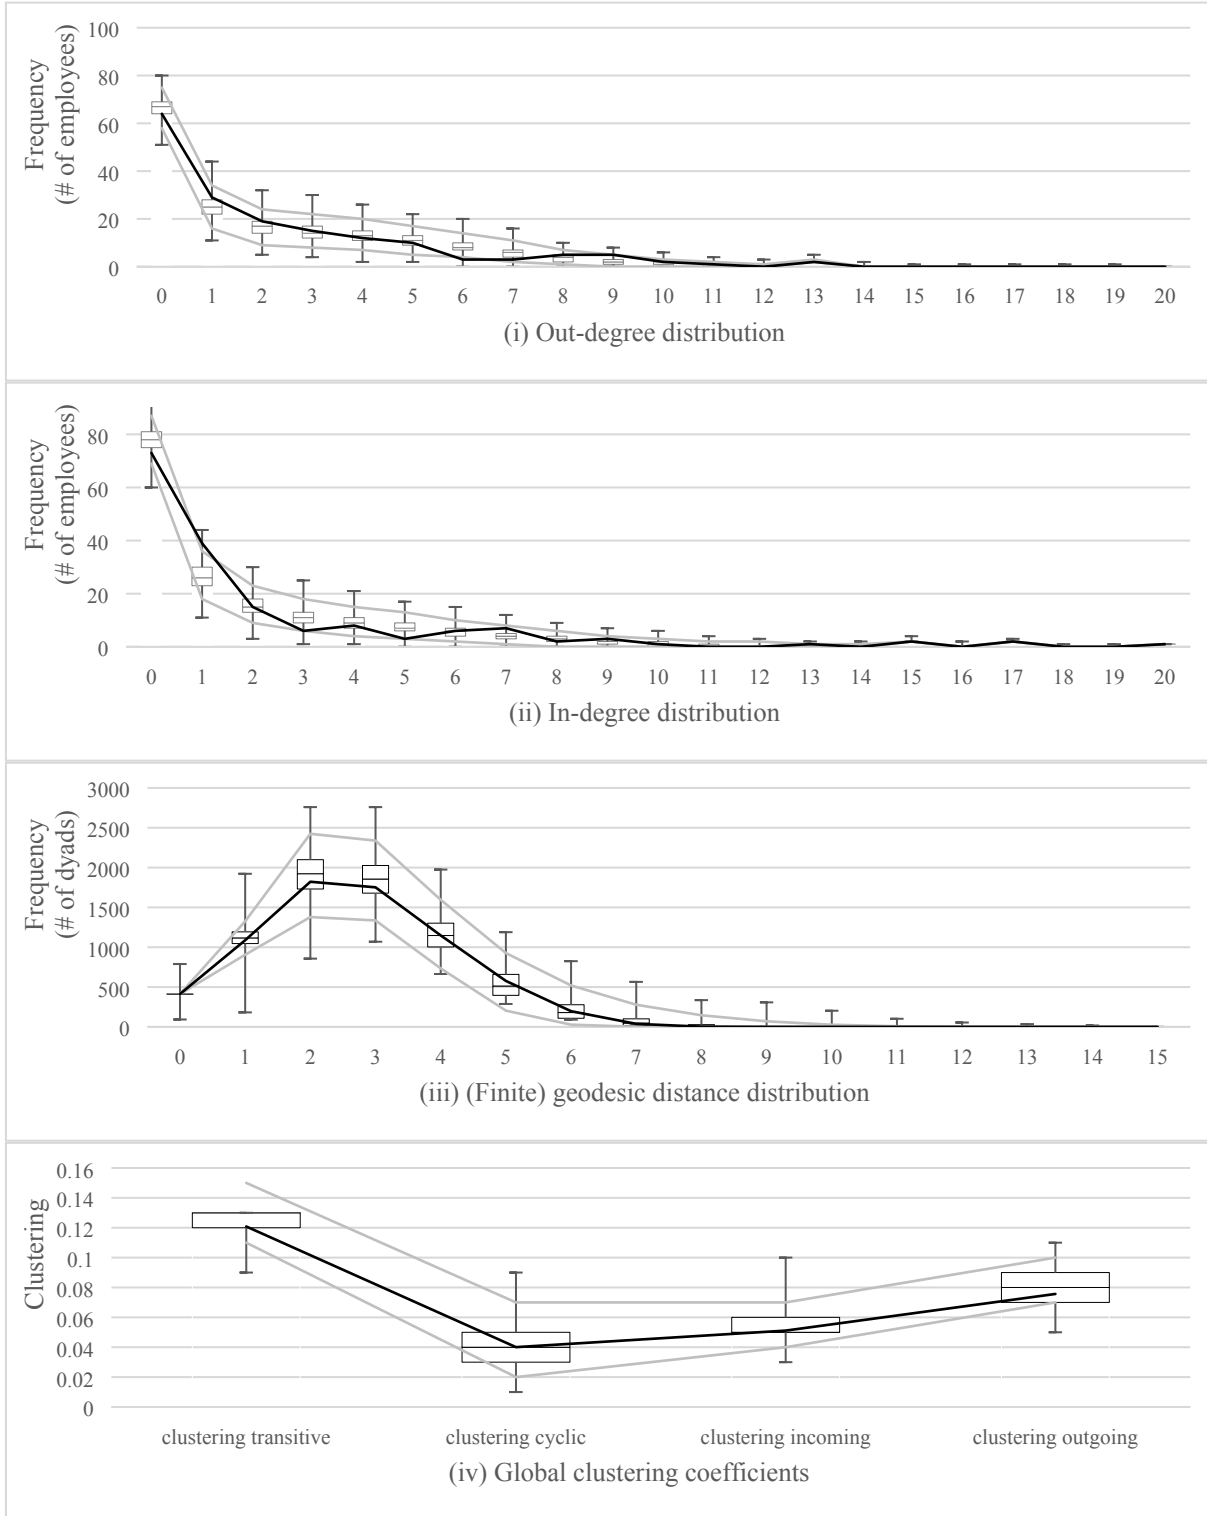 Frequency
(# of employees)
100
80
60
40
20
0
0 1 2 3 4 5 6 7 8 9 10 11 12 13 14 15 16 17 18 19 20
(i) Out-degree distribution
Frequency
(# of employees)
80
60
40
20
0
0 1 2 3 4 5 6 7 8 9 10 11 12 13 14 15 16 17 18 19 20
(ii) In-degree distribution
Frequency
(# of dyads)
3000
2500
2000
1500
1000
500
0
0 1 2 3 4 5 6 7 8 9 10 11 12 13 14 15
(iii) (Finite) geodesic distance distribution
Clustering
0.16
0.14
0.12
0.1
0.08
0.06
0.04
0.02
0
clustering transitive clustering cyclic clustering incoming clustering outgoing
(iv) Global clustering coefficients